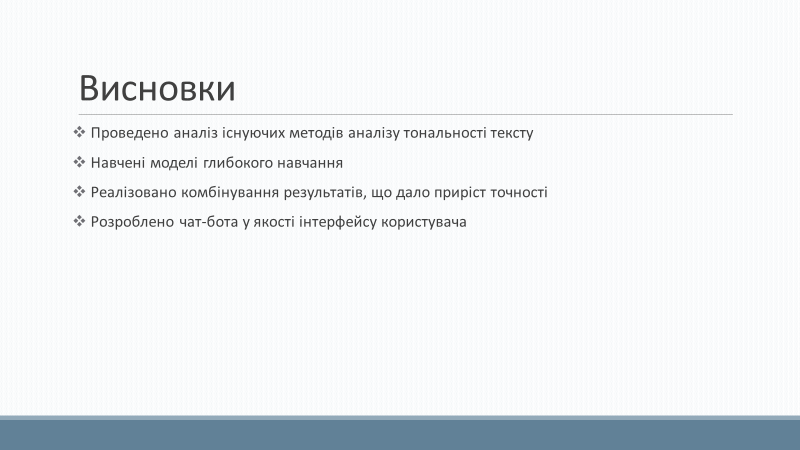 Висновки
❖ Проведено аналіз існуючих методів аналізу тональності тексту
❖ Навчені моделі глибокого навчання
❖ Реалізовано комбінування результатів, що дало приріст точності
❖ Розроблено чат-бота у якості інтерфейсу користувача